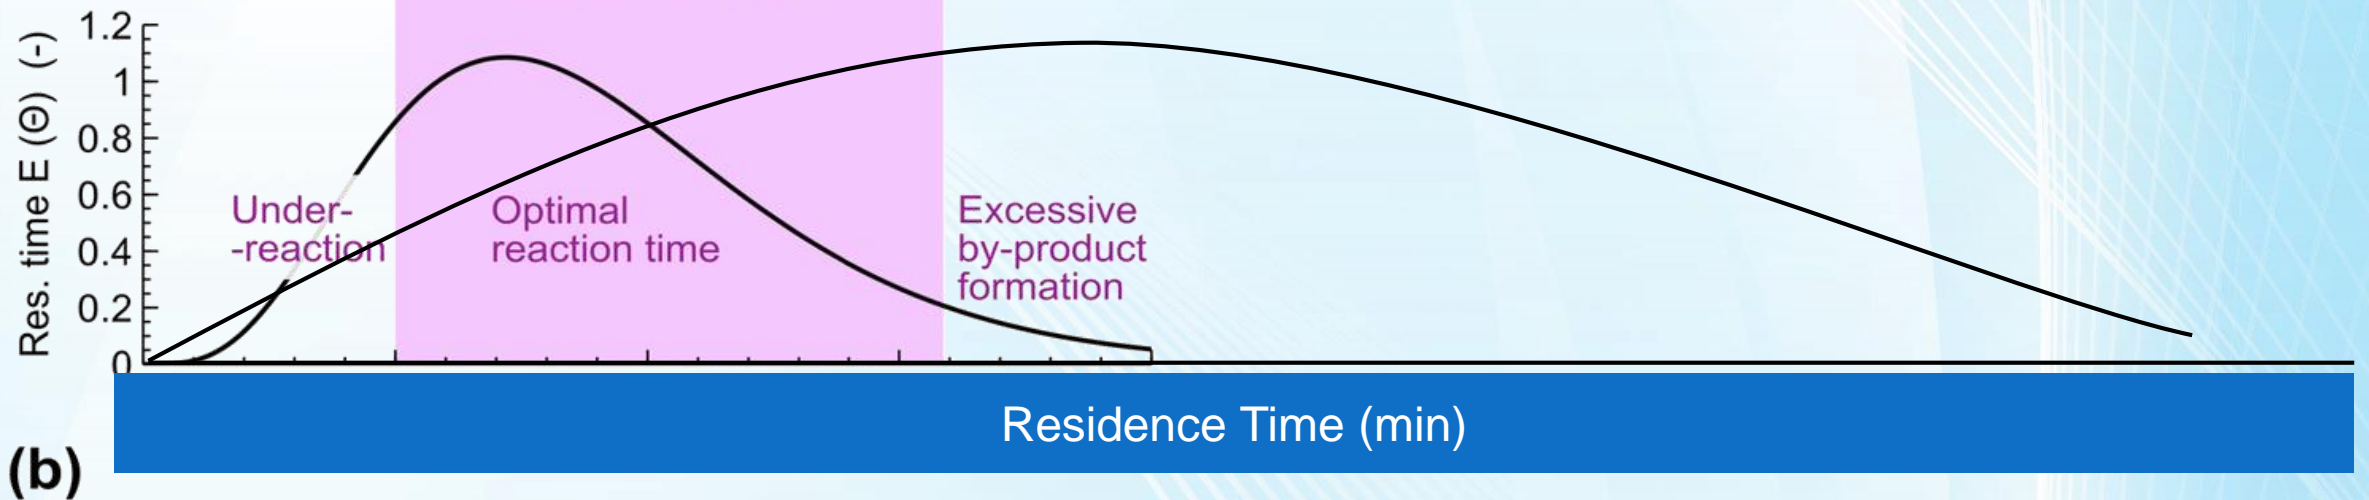 Res. time E (Θ) (-)
1.2
1
0.8
0.6
0.4
0.2
0
Under-
-reaction
Optimal
reaction time
Excessive
by-product
formation
Residence Time (min)
(b)